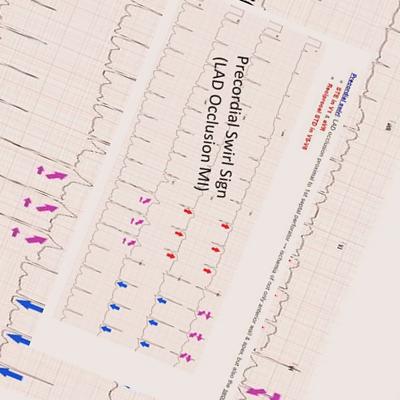 Precordial Swirl Sign
(LAD Occlusion MI)
Precordial swirl: LAD occlusion proximal to 1st septal perforator → ischemia of not only anterior wall & apex, but also the
* STE in V1 & aVR
* Reciprocal STD in V5-V6